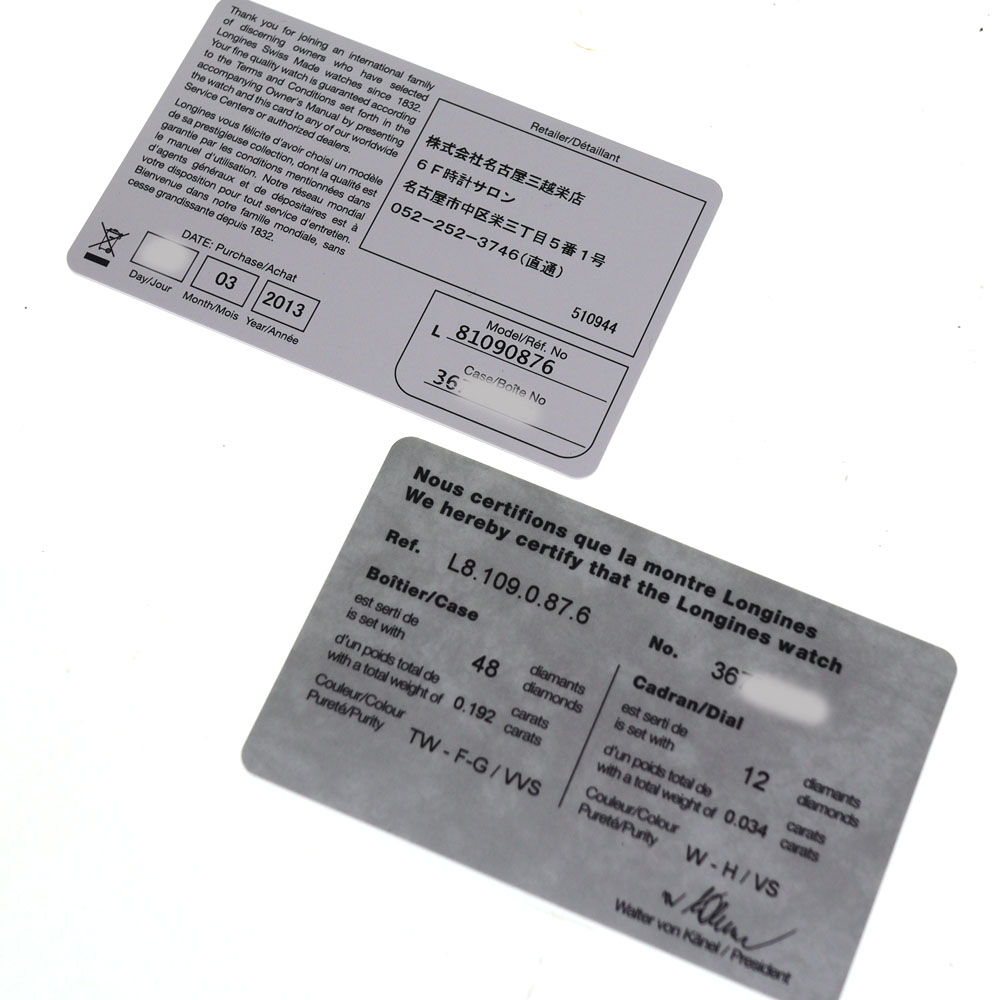 Thank you for joining an international family
of discerning owners who have selected
Longines Swiss Made watches since 1832.
Your fine quality watch is guaranteed according
to the Terms and Conditions set forth in the
accompanying Owner's Manual by presenting
the watch and this card to any of our worldwide
Service Centers or authorized dealers.
Longines vous félicite d'avoir choisi un modèle
de sa prestigieuse collection, dont la qualité est
garantie par les conditions mentionnées dans
le manuel d'utilisation. Notre réseau mondial
d'agents généraux et de dépositaires est à
votre disposition pour tout service d'entretien.
Bienvenue dans notre famille mondiale, sans
cesse grandissante depuis 1832.
DATE: Purchase/Achat
03 2013
Day/Jour Month/Mois Year/Année
Retailer/Détaillant
株式会社名古屋三越栄店
6F時計サロン
名古屋市中区栄三丁目5番1号
052-252-3746(直通)
510944
Model/Réf. No
L 81090876
Case/Boîte No
36
Nous certifions que la montre Longines
We hereby certify that the Longines watch
Ref. L8.109.0.87.6
No. 36
Boîtier/Case
est serti de
is set with
48 diamants
diamonds
d'un poids total de
with a total weight of
0.192 carats
carats
Couleur/Colour
Pureté/Purity
TW - F-G / VVS
Cadran/Dial
est serti de
is set with
12 diamants
diamonds
d'un poids total de
with a total weight of
0.034 carats
carats
Couleur/Colour
Pureté/Purity
W - H / VS
Walter von Känel / President